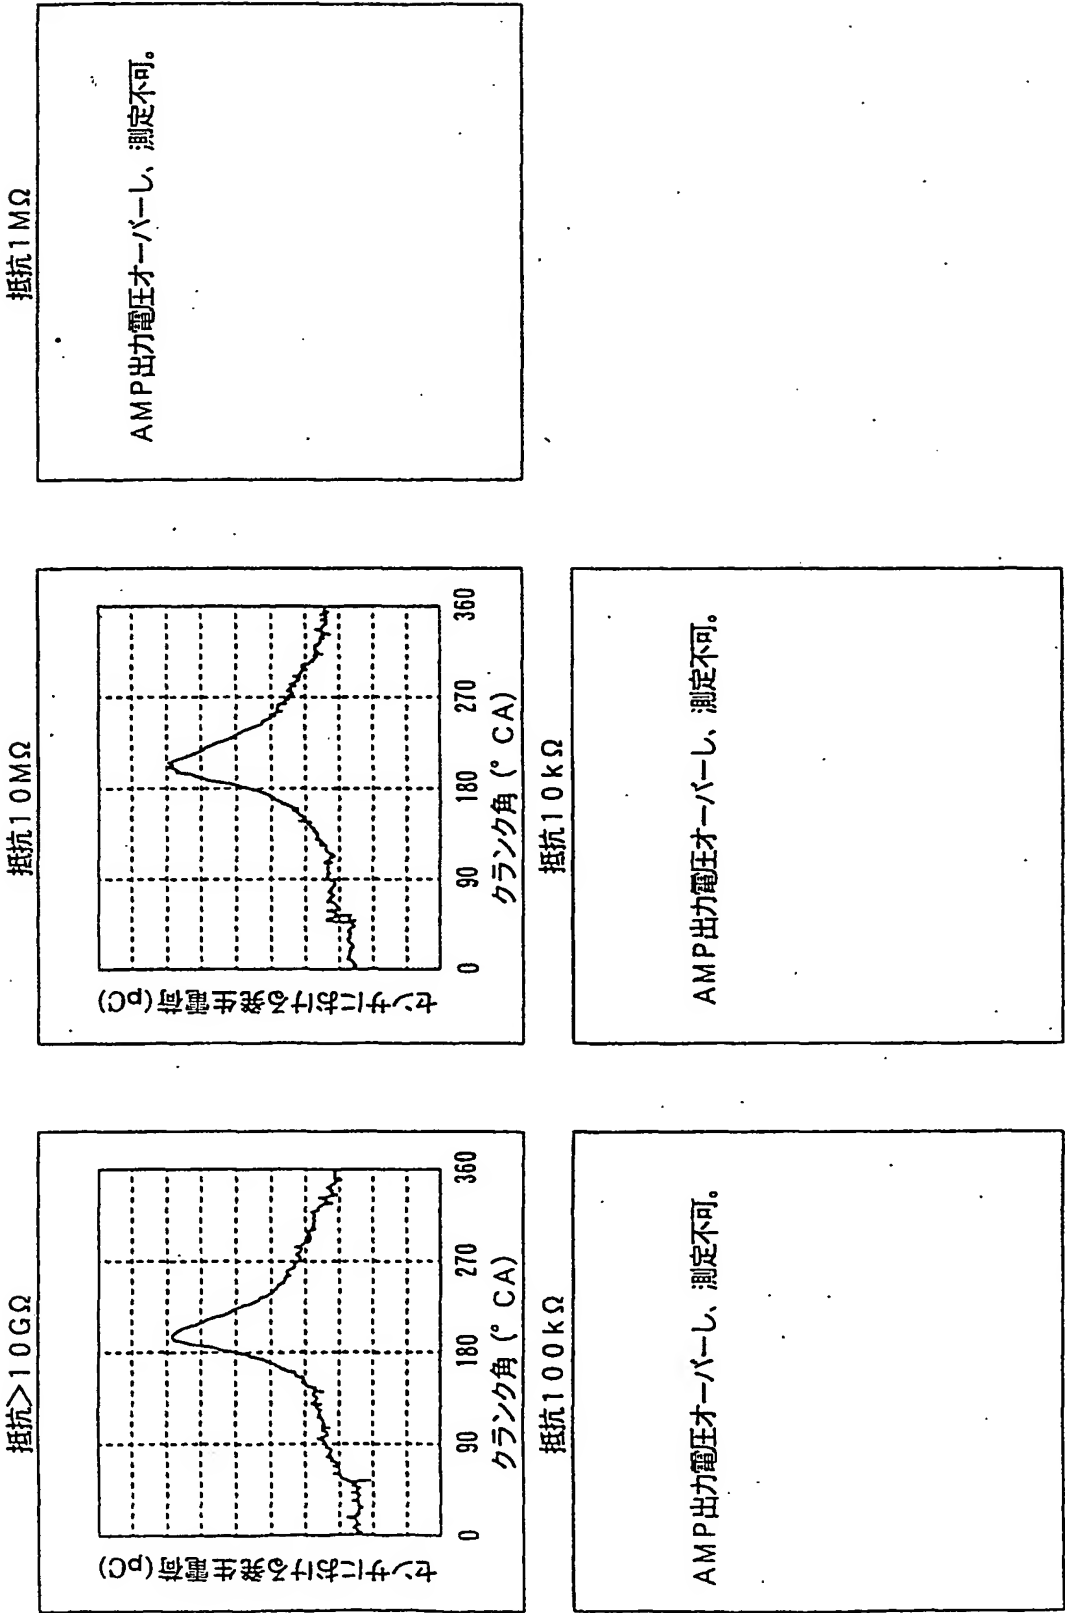 抵抗>10GΩ
センサにおける発生電荷(pC)
0 90 180 270 360
クランク角(° CA)
抵抗10MΩ
センサにおける発生電荷(pC)
0 90 180 270 360
クランク角(° CA)
抵抗1MΩ
AMP出力電圧オーバーし、測定不可。
抵抗100kΩ
AMP出力電圧オーバーし、測定不可。
抵抗10kΩ
AMP出力電圧オーバーし、測定不可。